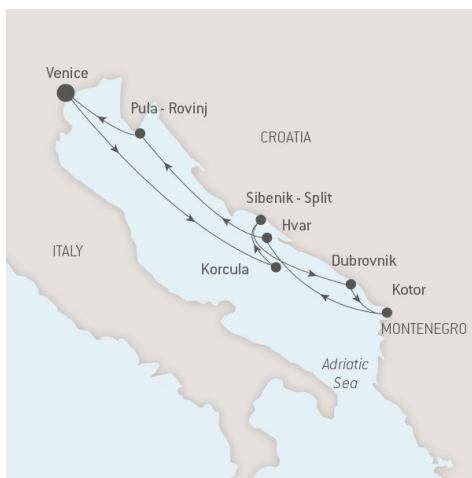 Venice
Pula - Rovinj
CROATIA
Sibenik - Split
Hvar
ITALY
Korcula
Dubrovnik
Kotor
MONTENEGRO
Adriatic
Sea